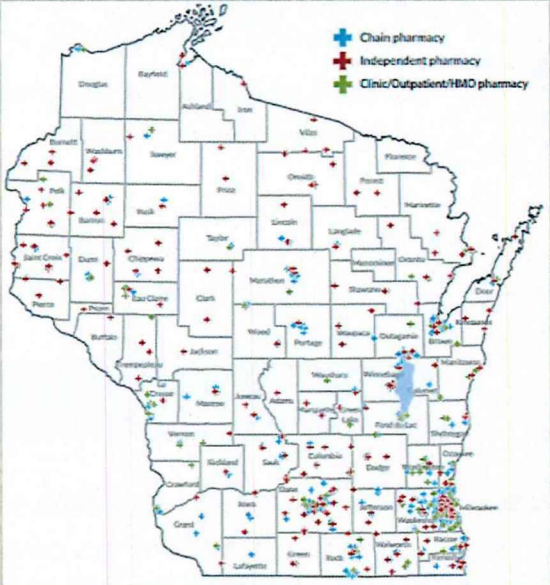 Chain pharmacy
Independent pharmacy
Clinic/Outpatient/HMO pharmacy
Douglas
Bayfield
Ashland
Iron
Vilas
Burnett
Washburn
Sawyer
Florence
Price
Oneida
Forest
Polk
Barron
Rusk
Marinette
Lincoln
Langlade
Taylor
Saint Croix
Dunn
Chippewa
Menominee
Oconto
Marathon
Shawano
Door
Pierce
Eau Claire
Clark
Pepin
Kewaunee
Buffalo
Wood
Portage
Waupaca
Outagamie
Brown
Trempealeau
Jackson
Manitowoc
Waushara
Winnebago
La
Crosse
Monroe
Juneau
Adams
Marquette
Green
Lake
Fond du Lac
Sheboygan
Vernon
Sauk
Columbia
Dodge
Washington
Ozaukee
Richland
Crawford
Dane
Jefferson
Waukesha
Milwaukee
Grant
Iowa
Lafayette
Green
Rock
Walworth
Racine
Kenosha